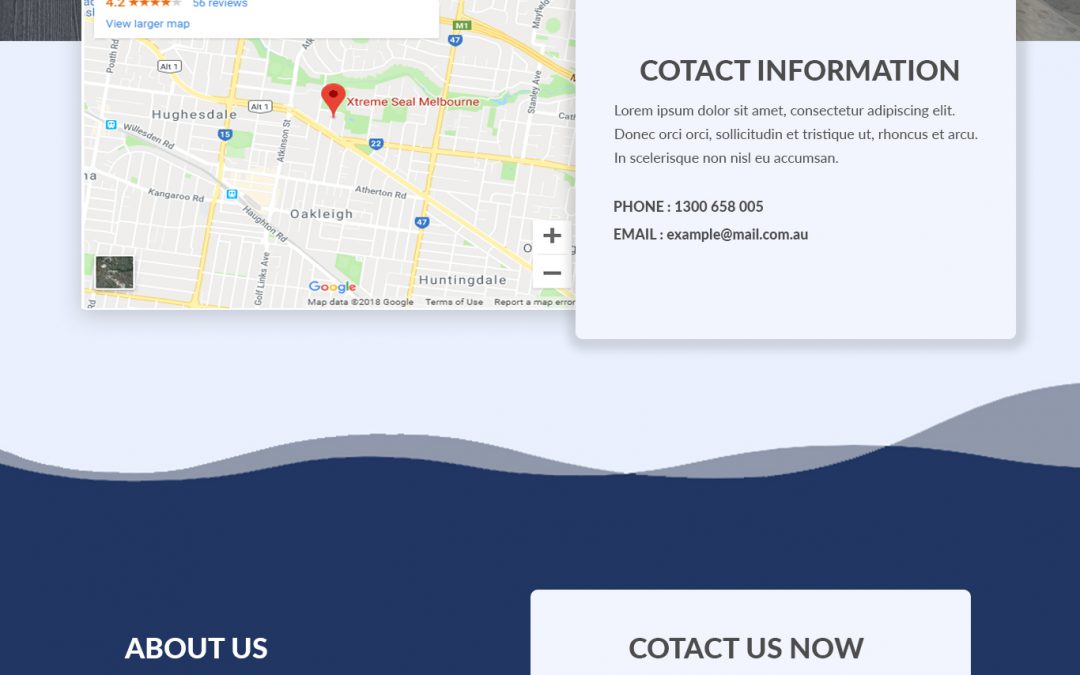 4.2 ★★★★★ 56 reviews
View larger map
Poath Rd
Alt 1
M1
47
Mayfie
Stanley Ave
Alt 1
Xtreme Seal Melbourne
Hughesdale
Willesden Rd
15
Atkinson St
22
Kangaroo Rd
Atherton Rd
Oakleigh
Haughton Rd
47
Golf Links Ave
Huntingdale
+
−
Google
Map data ©2018 Google Terms of Use Report a map error
COTACT INFORMATION
Lorem ipsum dolor sit amet, consectetur adipiscing elit.
Donec orci orci, sollicitudin et tristique ut, rhoncus et arcu.
In scelerisque non nisl eu accumsan.
PHONE : 1300 658 005
EMAIL : example@mail.com.au
ABOUT US
COTACT US NOW